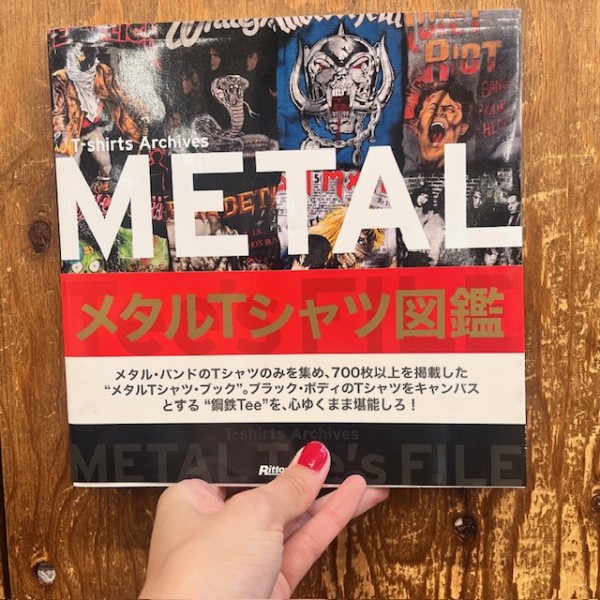 RIOT
T-shirts Archives
METAL
Tee's FILE
メタルTシャツ図鑑
メタル・バンドのTシャツのみを集め、700枚以上を掲載した
“メタルTシャツ・ブック”。ブラック・ボディのTシャツをキャンバス
とする “鋼鉄Tee”を、心ゆくまま堪能しろ！
T-shirts Archives
METAL Tee's FILE